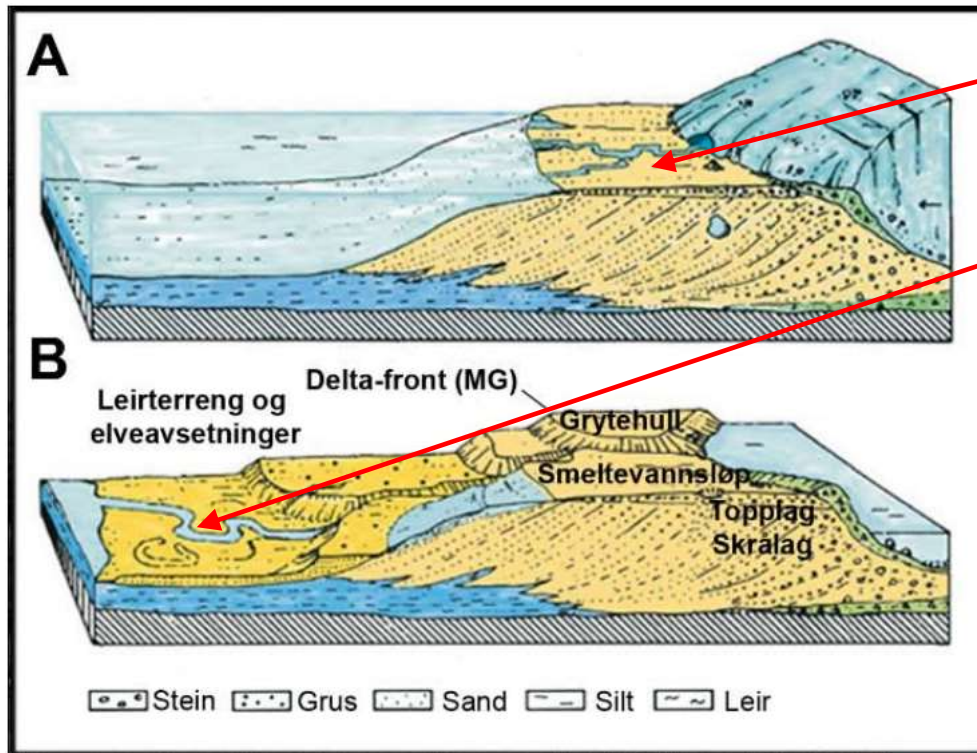 A
B
Delta-front (MG)
Leirterreng og
elveavsetninger
Grytehull
Smeltevannsløp
Topplag
Skrålag
Stein Grus Sand Silt Leir